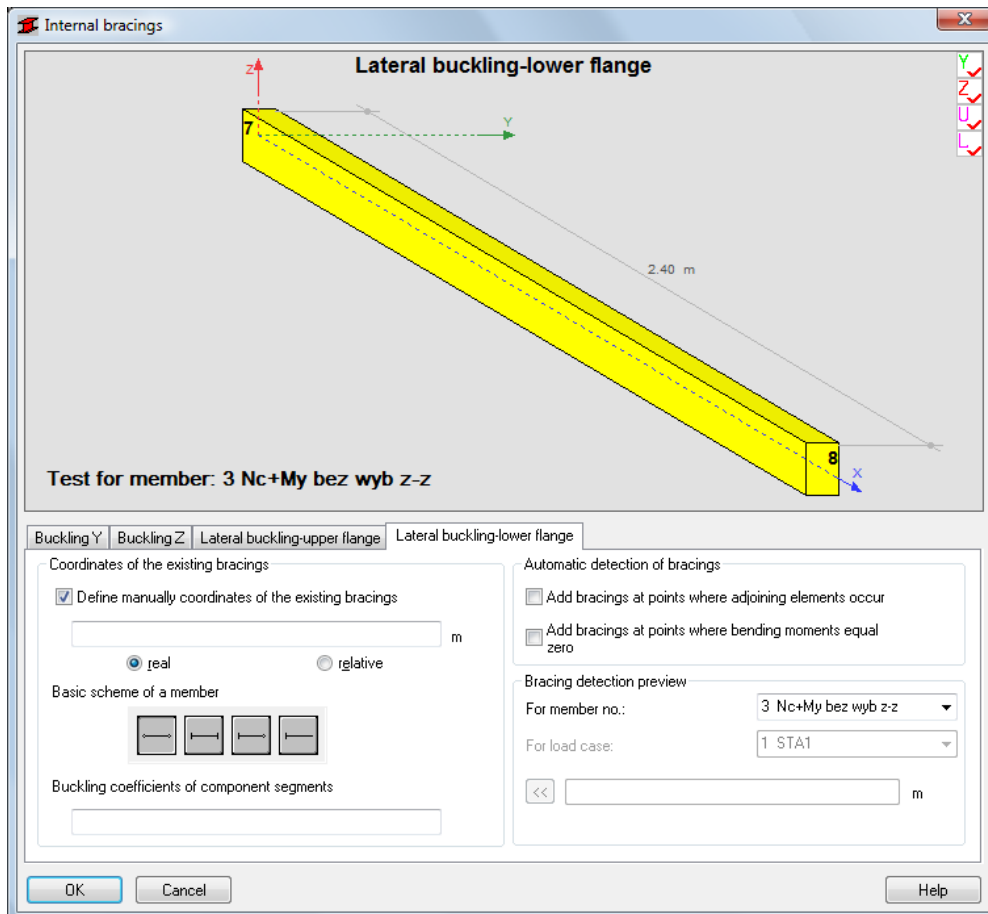 Internal bracings
Lateral buckling-lower flange
Z
Y
7
2.40 m
8
X
Y
Z
U
L
Test for member: 3 Nc+My bez wyb z-z
Buckling Y
Buckling Z
Lateral buckling-upper flange
Lateral buckling-lower flange
Coordinates of the existing bracings
Define manually coordinates of the existing bracings
m
real
relative
Basic scheme of a member
Buckling coefficients of component segments
Automatic detection of bracings
Add bracings at points where adjoining elements occur
Add bracings at points where bending moments equal
zero
Bracing detection preview
For member no.:
3 Nc+My bez wyb z-z
For load case:
1 STA1
<<
m
OK
Cancel
Help